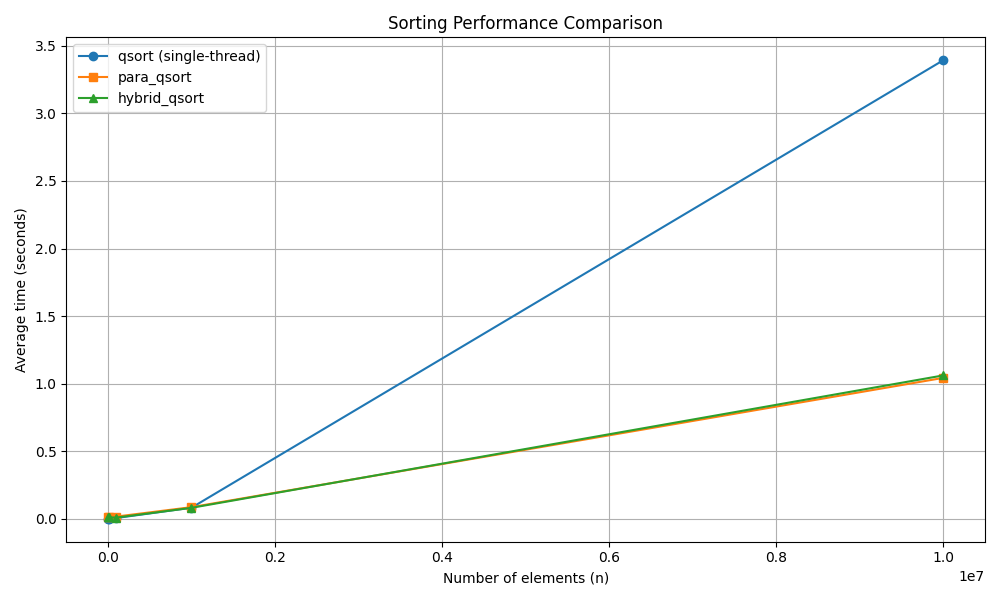 Sorting Performance Comparison
qsort (single-thread)
para_qsort
hybrid_qsort
Average time (seconds)
3.5
3.0
2.5
2.0
1.5
1.0
0.5
0.0
0.0 0.2 0.4 0.6 0.8 1.0
1e7
Number of elements (n)